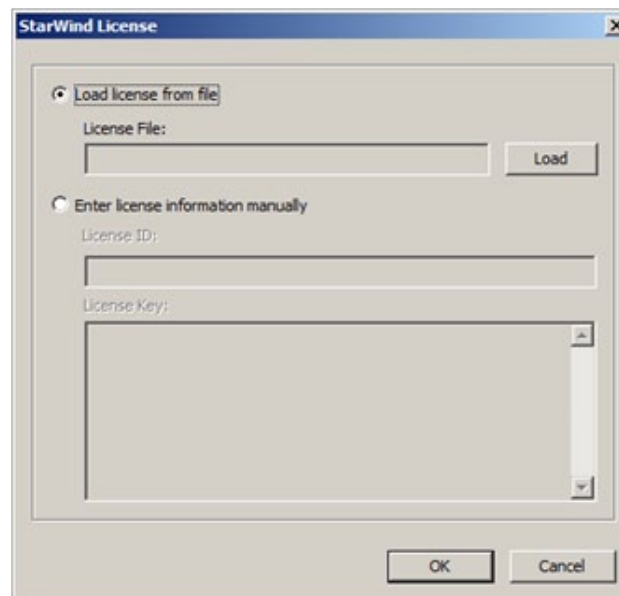 StarWind License
Load license from file
License File:
Load
Enter license information manually
License ID:
License Key:
OK
Cancel